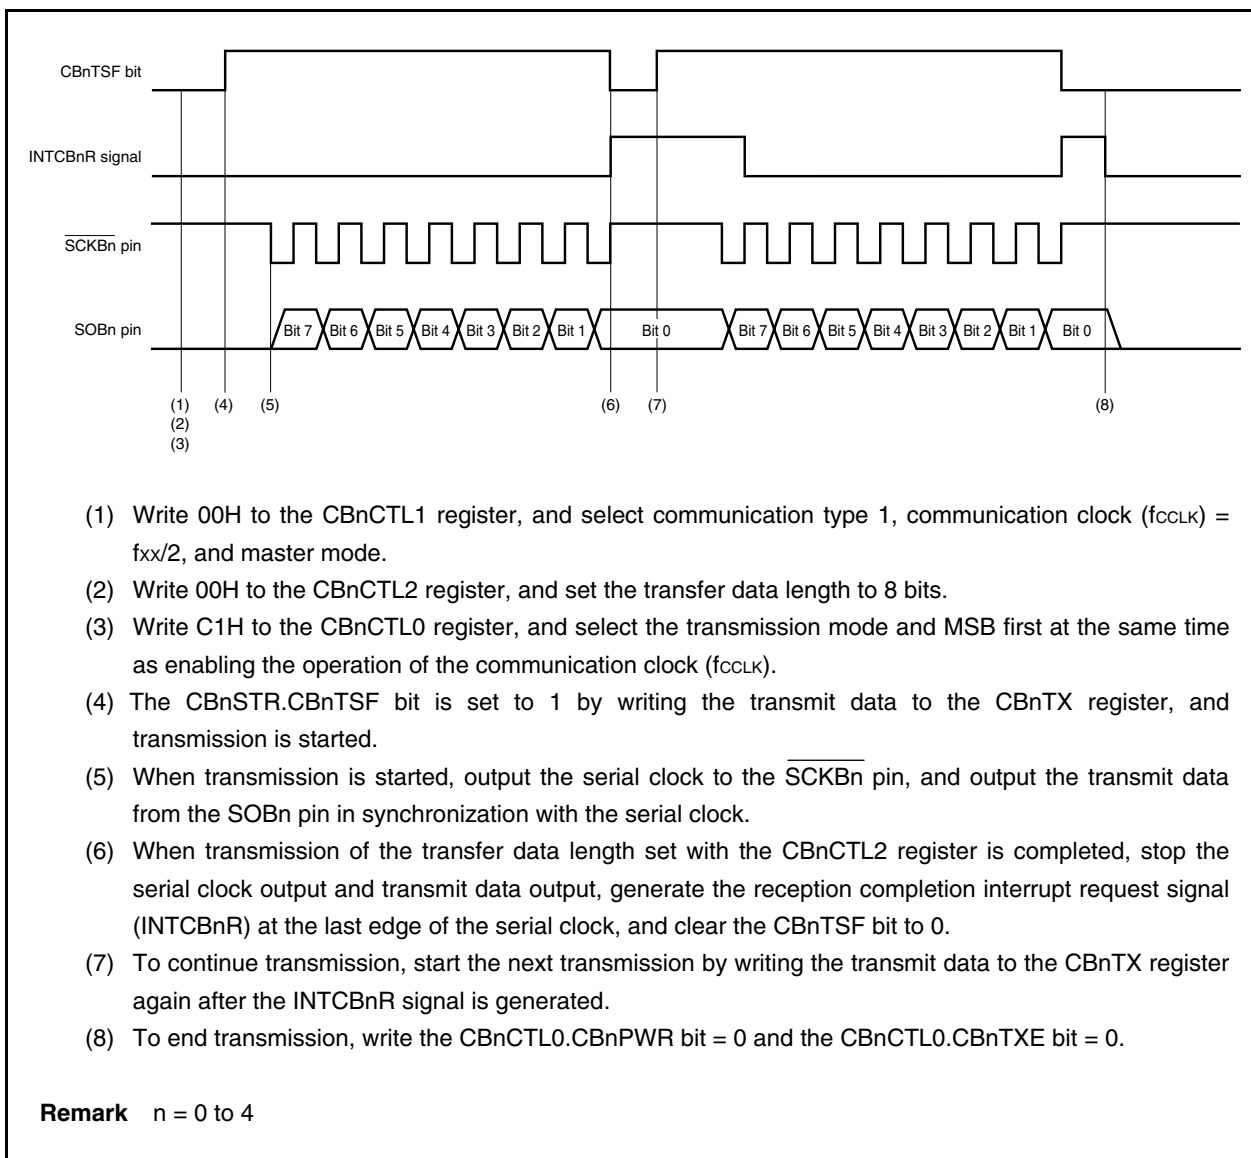 CBnTSF bit
INTCBnR signal
SCKBn pin
SOBn pin
Bit 7 Bit 6 Bit 5 Bit 4 Bit 3 Bit 2 Bit 1 Bit 0 Bit 7 Bit 6 Bit 5 Bit 4 Bit 3 Bit 2 Bit 1 Bit 0
(1) (4) (5) (6) (7) (8)
(2)
(3)
(1) Write 00H to the CBnCTL1 register, and select communication type 1, communication clock (fCCLK) =
fxx/2, and master mode.
(2) Write 00H to the CBnCTL2 register, and set the transfer data length to 8 bits.
(3) Write C1H to the CBnCTL0 register, and select the transmission mode and MSB first at the same time
as enabling the operation of the communication clock (fCCLK).
(4) The CBnSTR.CBnTSF bit is set to 1 by writing the transmit data to the CBnTX register, and
transmission is started.
(5) When transmission is started, output the serial clock to the SCKBn pin, and output the transmit data
from the SOBn pin in synchronization with the serial clock.
(6) When transmission of the transfer data length set with the CBnCTL2 register is completed, stop the
serial clock output and transmit data output, generate the reception completion interrupt request signal
(INTCBnR) at the last edge of the serial clock, and clear the CBnTSF bit to 0.
(7) To continue transmission, start the next transmission by writing the transmit data to the CBnTX register
again after the INTCBnR signal is generated.
(8) To end transmission, write the CBnCTL0.CBnPWR bit = 0 and the CBnCTL0.CBnTXE bit = 0.
Remark n = 0 to 4